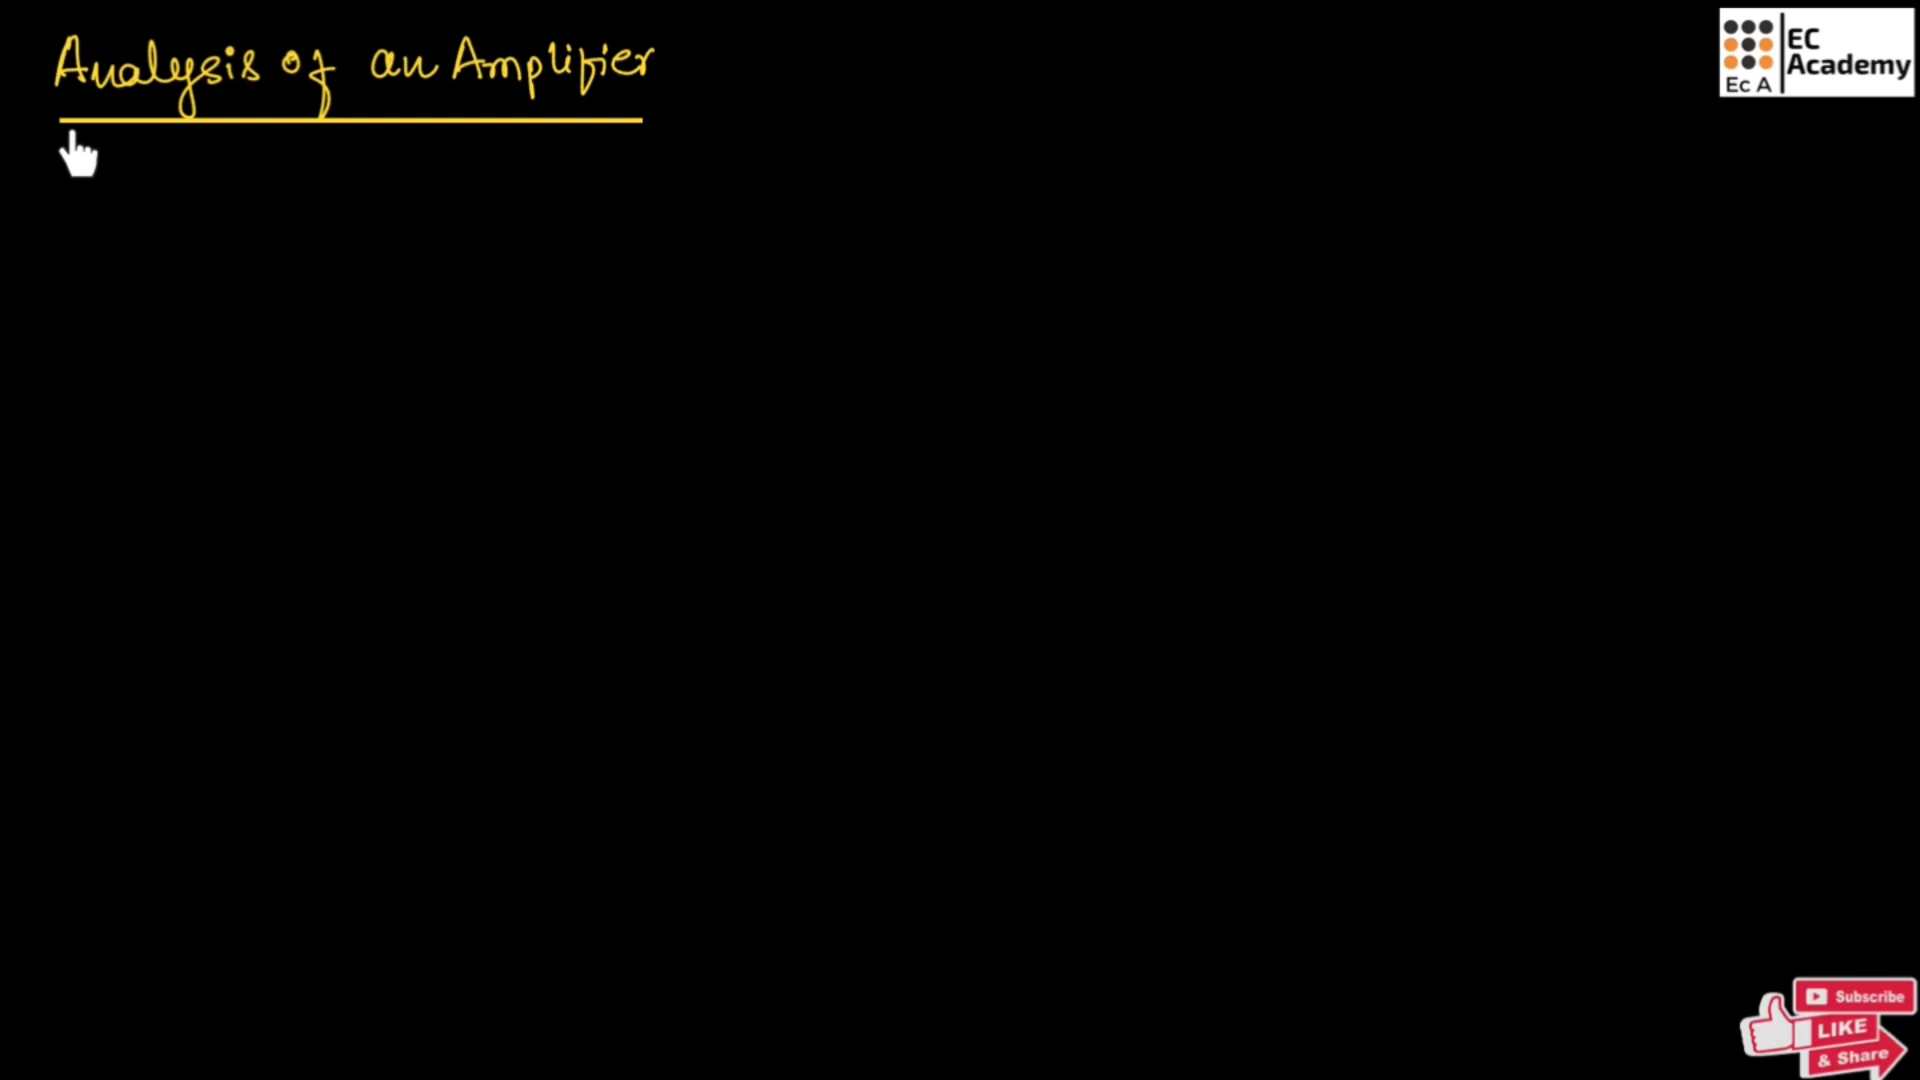 Analysis of an Amplifier
EC
Academy
Ec A
Subscribe
LIKE
& Share